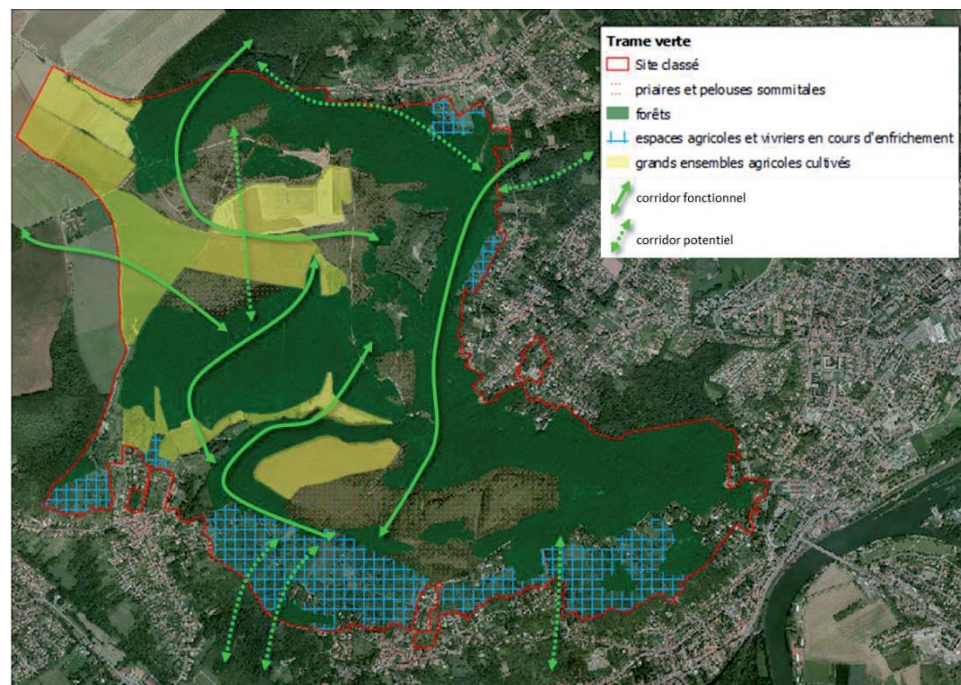 Trame verte
Site classé
priaires et pelouses sommitales
forêts
espaces agricoles et vivriers en cours d'enfrichement
grands ensembles agricoles cultivés
corridor fonctionnel
corridor potentiel